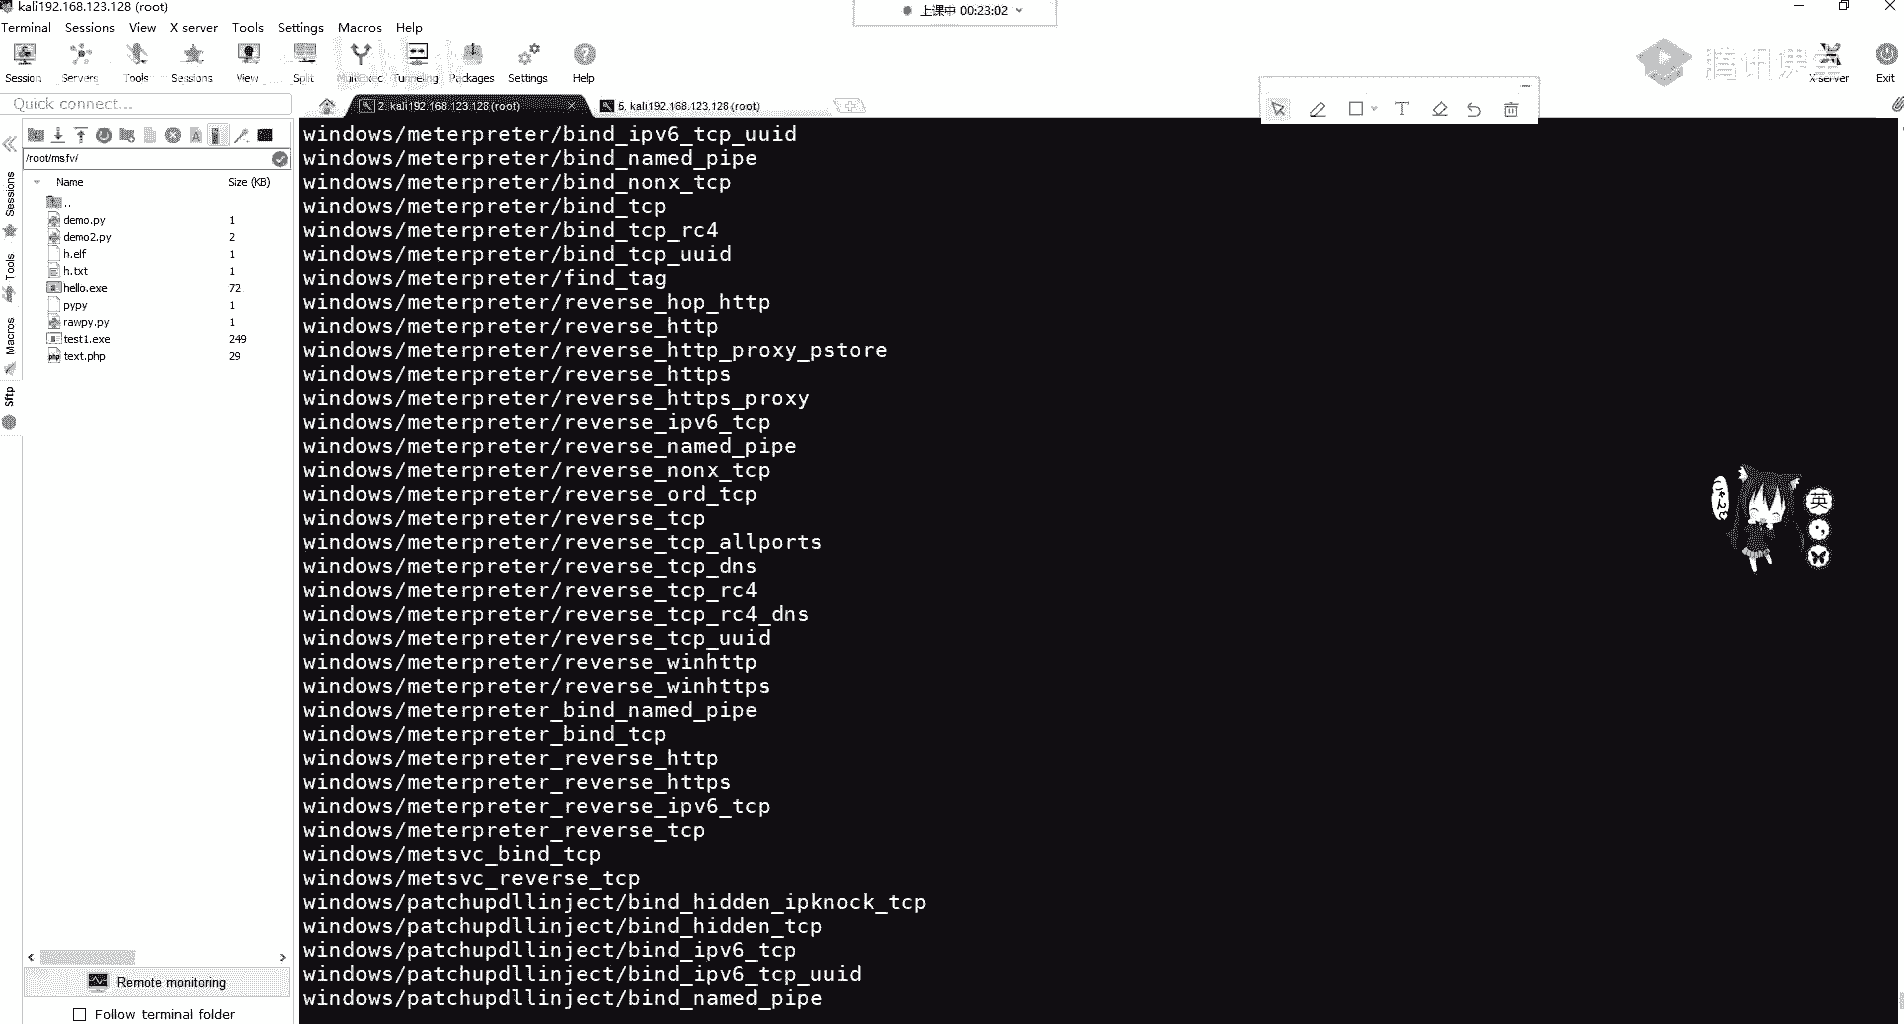 kali192.168.123.128 (root)
上课中 00:23:02
Terminal Sessions View X server Tools Settings Macros Help
Session Servers Tools Sessions View Split MultiExec Tunneling Packages Settings Help
腾讯课堂
X server Exit
Quick connect...
2. kali192.168.123.128 (root)
5. kali192.168.123.128 (root)
/root/msfv/
Name Size (KB)
..
demo.py 1
demo2.py 2
h.elf 1
h.txt 1
hello.exe 72
pypy 1
rawpy.py 1
test1.exe 249
text.php 29
Sessions
Tools
Macros
Sftp
Remote monitoring
Follow terminal folder
windows/meterpreter/bind_ipv6_tcp_uuid
windows/meterpreter/bind_named_pipe
windows/meterpreter/bind_nonx_tcp
windows/meterpreter/bind_tcp
windows/meterpreter/bind_tcp_rc4
windows/meterpreter/bind_tcp_uuid
windows/meterpreter/find_tag
windows/meterpreter/reverse_hop_http
windows/meterpreter/reverse_http
windows/meterpreter/reverse_http_proxy_pstore
windows/meterpreter/reverse_https
windows/meterpreter/reverse_https_proxy
windows/meterpreter/reverse_ipv6_tcp
windows/meterpreter/reverse_named_pipe
windows/meterpreter/reverse_nonx_tcp
windows/meterpreter/reverse_ord_tcp
windows/meterpreter/reverse_tcp
windows/meterpreter/reverse_tcp_allports
windows/meterpreter/reverse_tcp_dns
windows/meterpreter/reverse_tcp_rc4
windows/meterpreter/reverse_tcp_rc4_dns
windows/meterpreter/reverse_tcp_uuid
windows/meterpreter/reverse_winhttp
windows/meterpreter/reverse_winhttps
windows/meterpreter_bind_named_pipe
windows/meterpreter_bind_tcp
windows/meterpreter_reverse_http
windows/meterpreter_reverse_https
windows/meterpreter_reverse_ipv6_tcp
windows/meterpreter_reverse_tcp
windows/metsvc_bind_tcp
windows/metsvc_reverse_tcp
windows/patchupdllinject/bind_hidden_ipknock_tcp
windows/patchupdllinject/bind_hidden_tcp
windows/patchupdllinject/bind_ipv6_tcp
windows/patchupdllinject/bind_ipv6_tcp_uuid
windows/patchupdllinject/bind_named_pipe
英